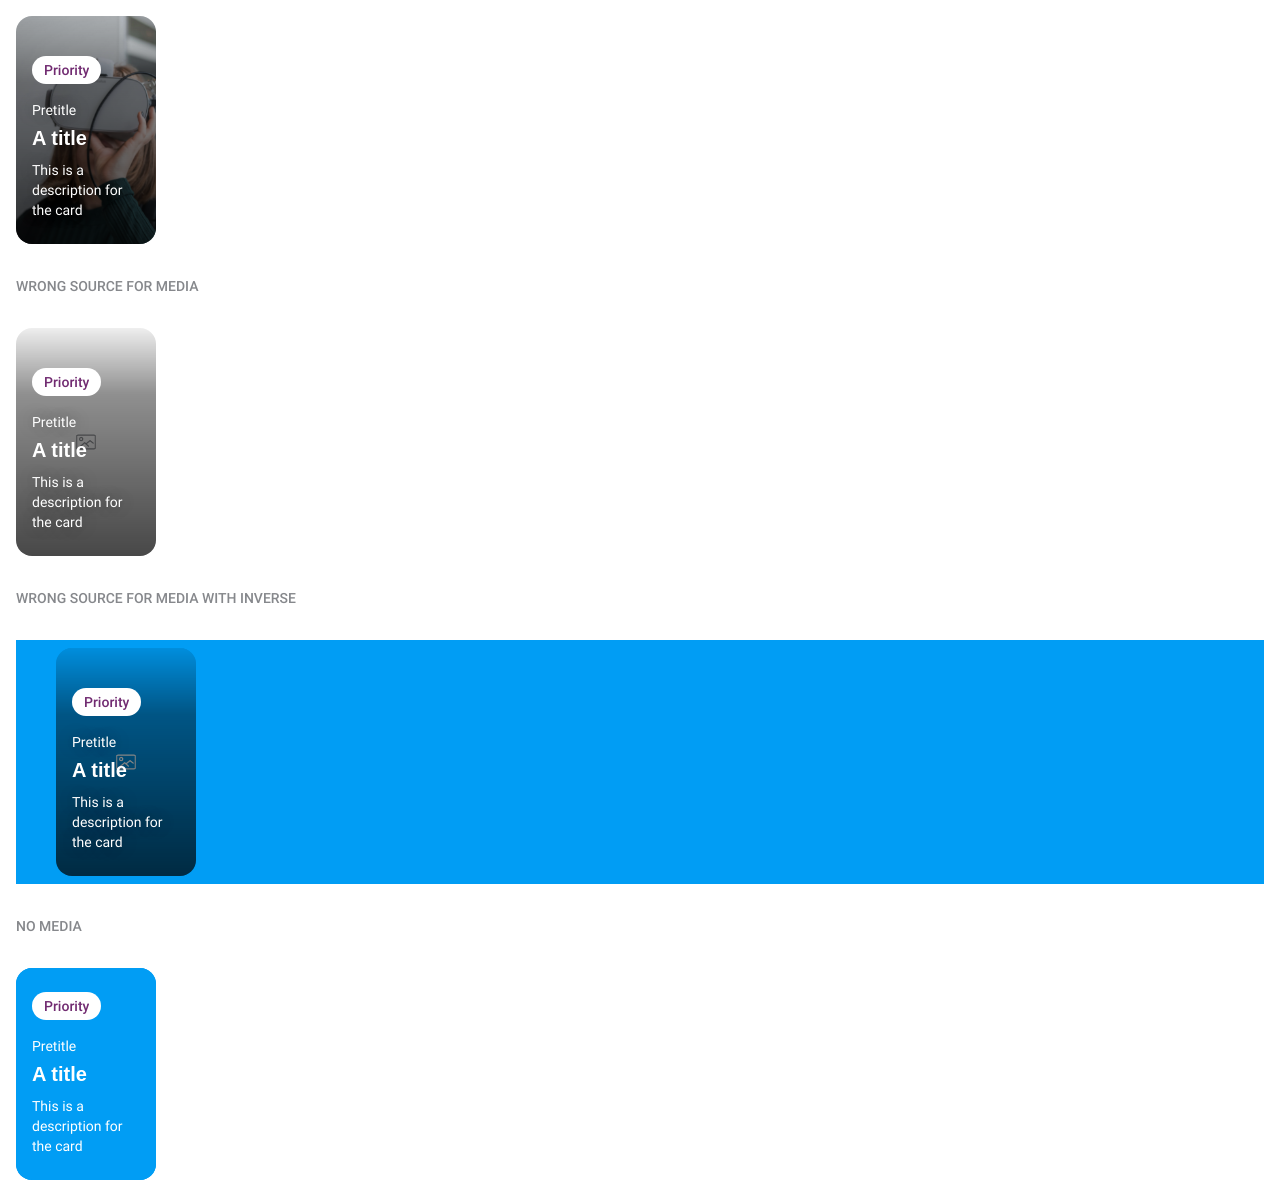 Priority
Pretitle
A title
This is a
description for
the card
WRONG SOURCE FOR MEDIA
Priority
Pretitle
A title
This is a
description for
the card
WRONG SOURCE FOR MEDIA WITH INVERSE
Priority
Pretitle
A title
This is a
description for
the card
NO MEDIA
Priority
Pretitle
A title
This is a
description for
the card